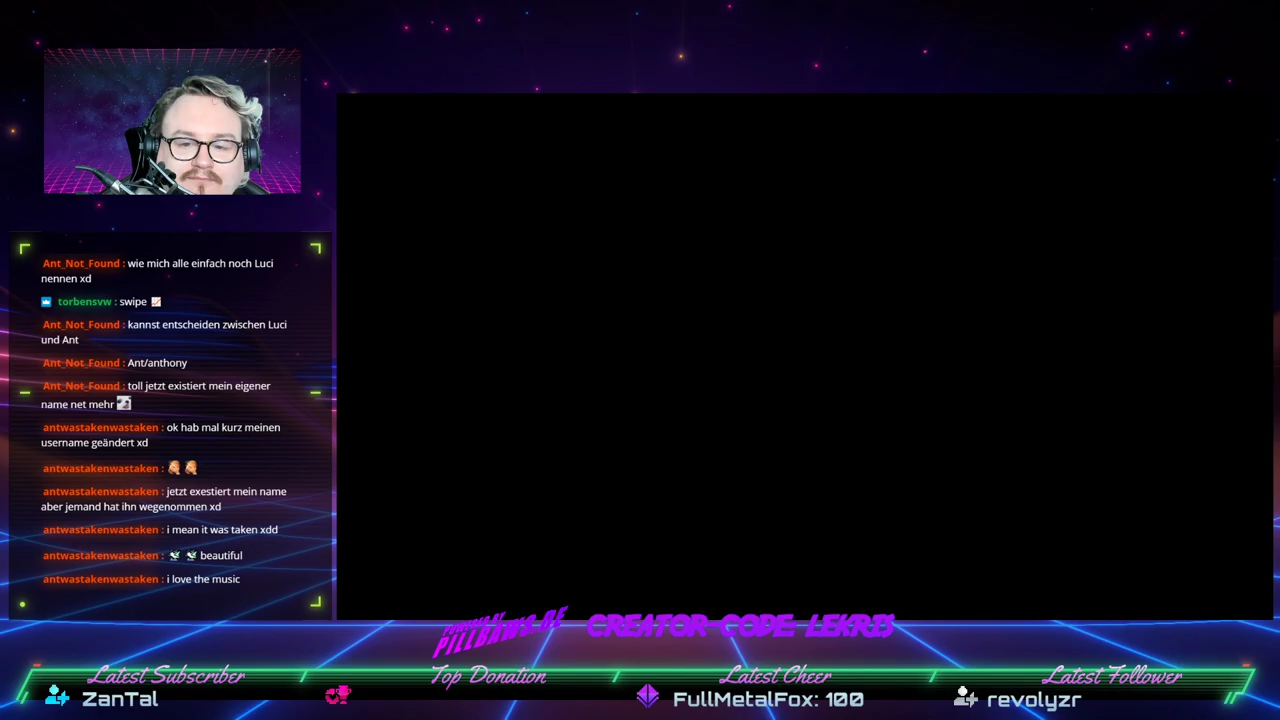 Ant_Not_Found : wie mich alle einfach noch Luci
nennen xd
torbensvw : swipe
Ant_Not_Found : kannst entscheiden zwischen Luci
und Ant
Ant_Not_Found : Ant/anthony
Ant_Not_Found : toll jetzt existiert mein eigener
name net mehr
antwastakenwastaken : ok hab mal kurz meinen
username geändert xd
antwastakenwastaken :
antwastakenwastaken : jetzt exestiert mein name
aber jemand hat ihn wegenommen xd
antwastakenwastaken : i mean it was taken xdd
antwastakenwastaken : beautiful
antwastakenwastaken : i love the music
POWERED BY
PILLBAWS.DE
CREATOR CODE: LEKRIS
Latest Subscriber
ZanTal
Top Donation
Latest Cheer
FullMetalFox: 100
Latest Follower
revolyzr